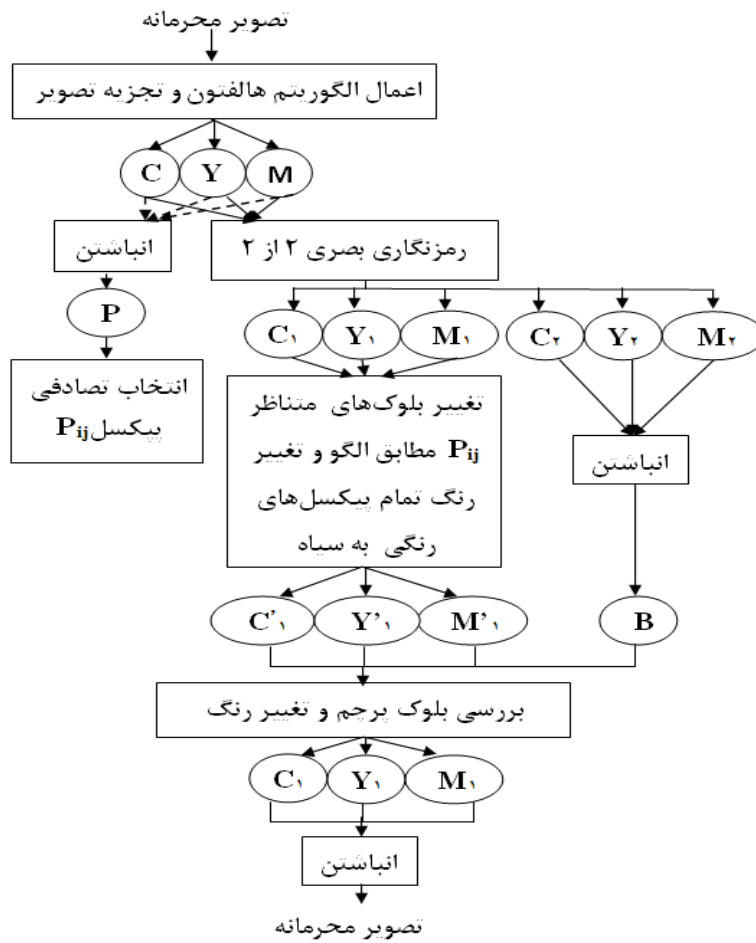 تصویر محرمانه
اعمال الگوریتم هالفتون و تجزیه تصویر
C Y M
انباشتن
رمزنگاری بصری ۲ از ۲
P
C۱ Y۱ M۱ C۲ Y۲ M۲
انتخاب تصادفی
پیکسل Pij
تغییر بلوک‌های متناظر
Pij مطابق الگو و تغییر
رنگ تمام پیکسل‌های
رنگی به سیاه
انباشتن
C’۱ Y’۱ M’۱ B
بررسی بلوک پرچم و تغییر رنگ
C۱ Y۱ M۱
انباشتن
تصویر محرمانه